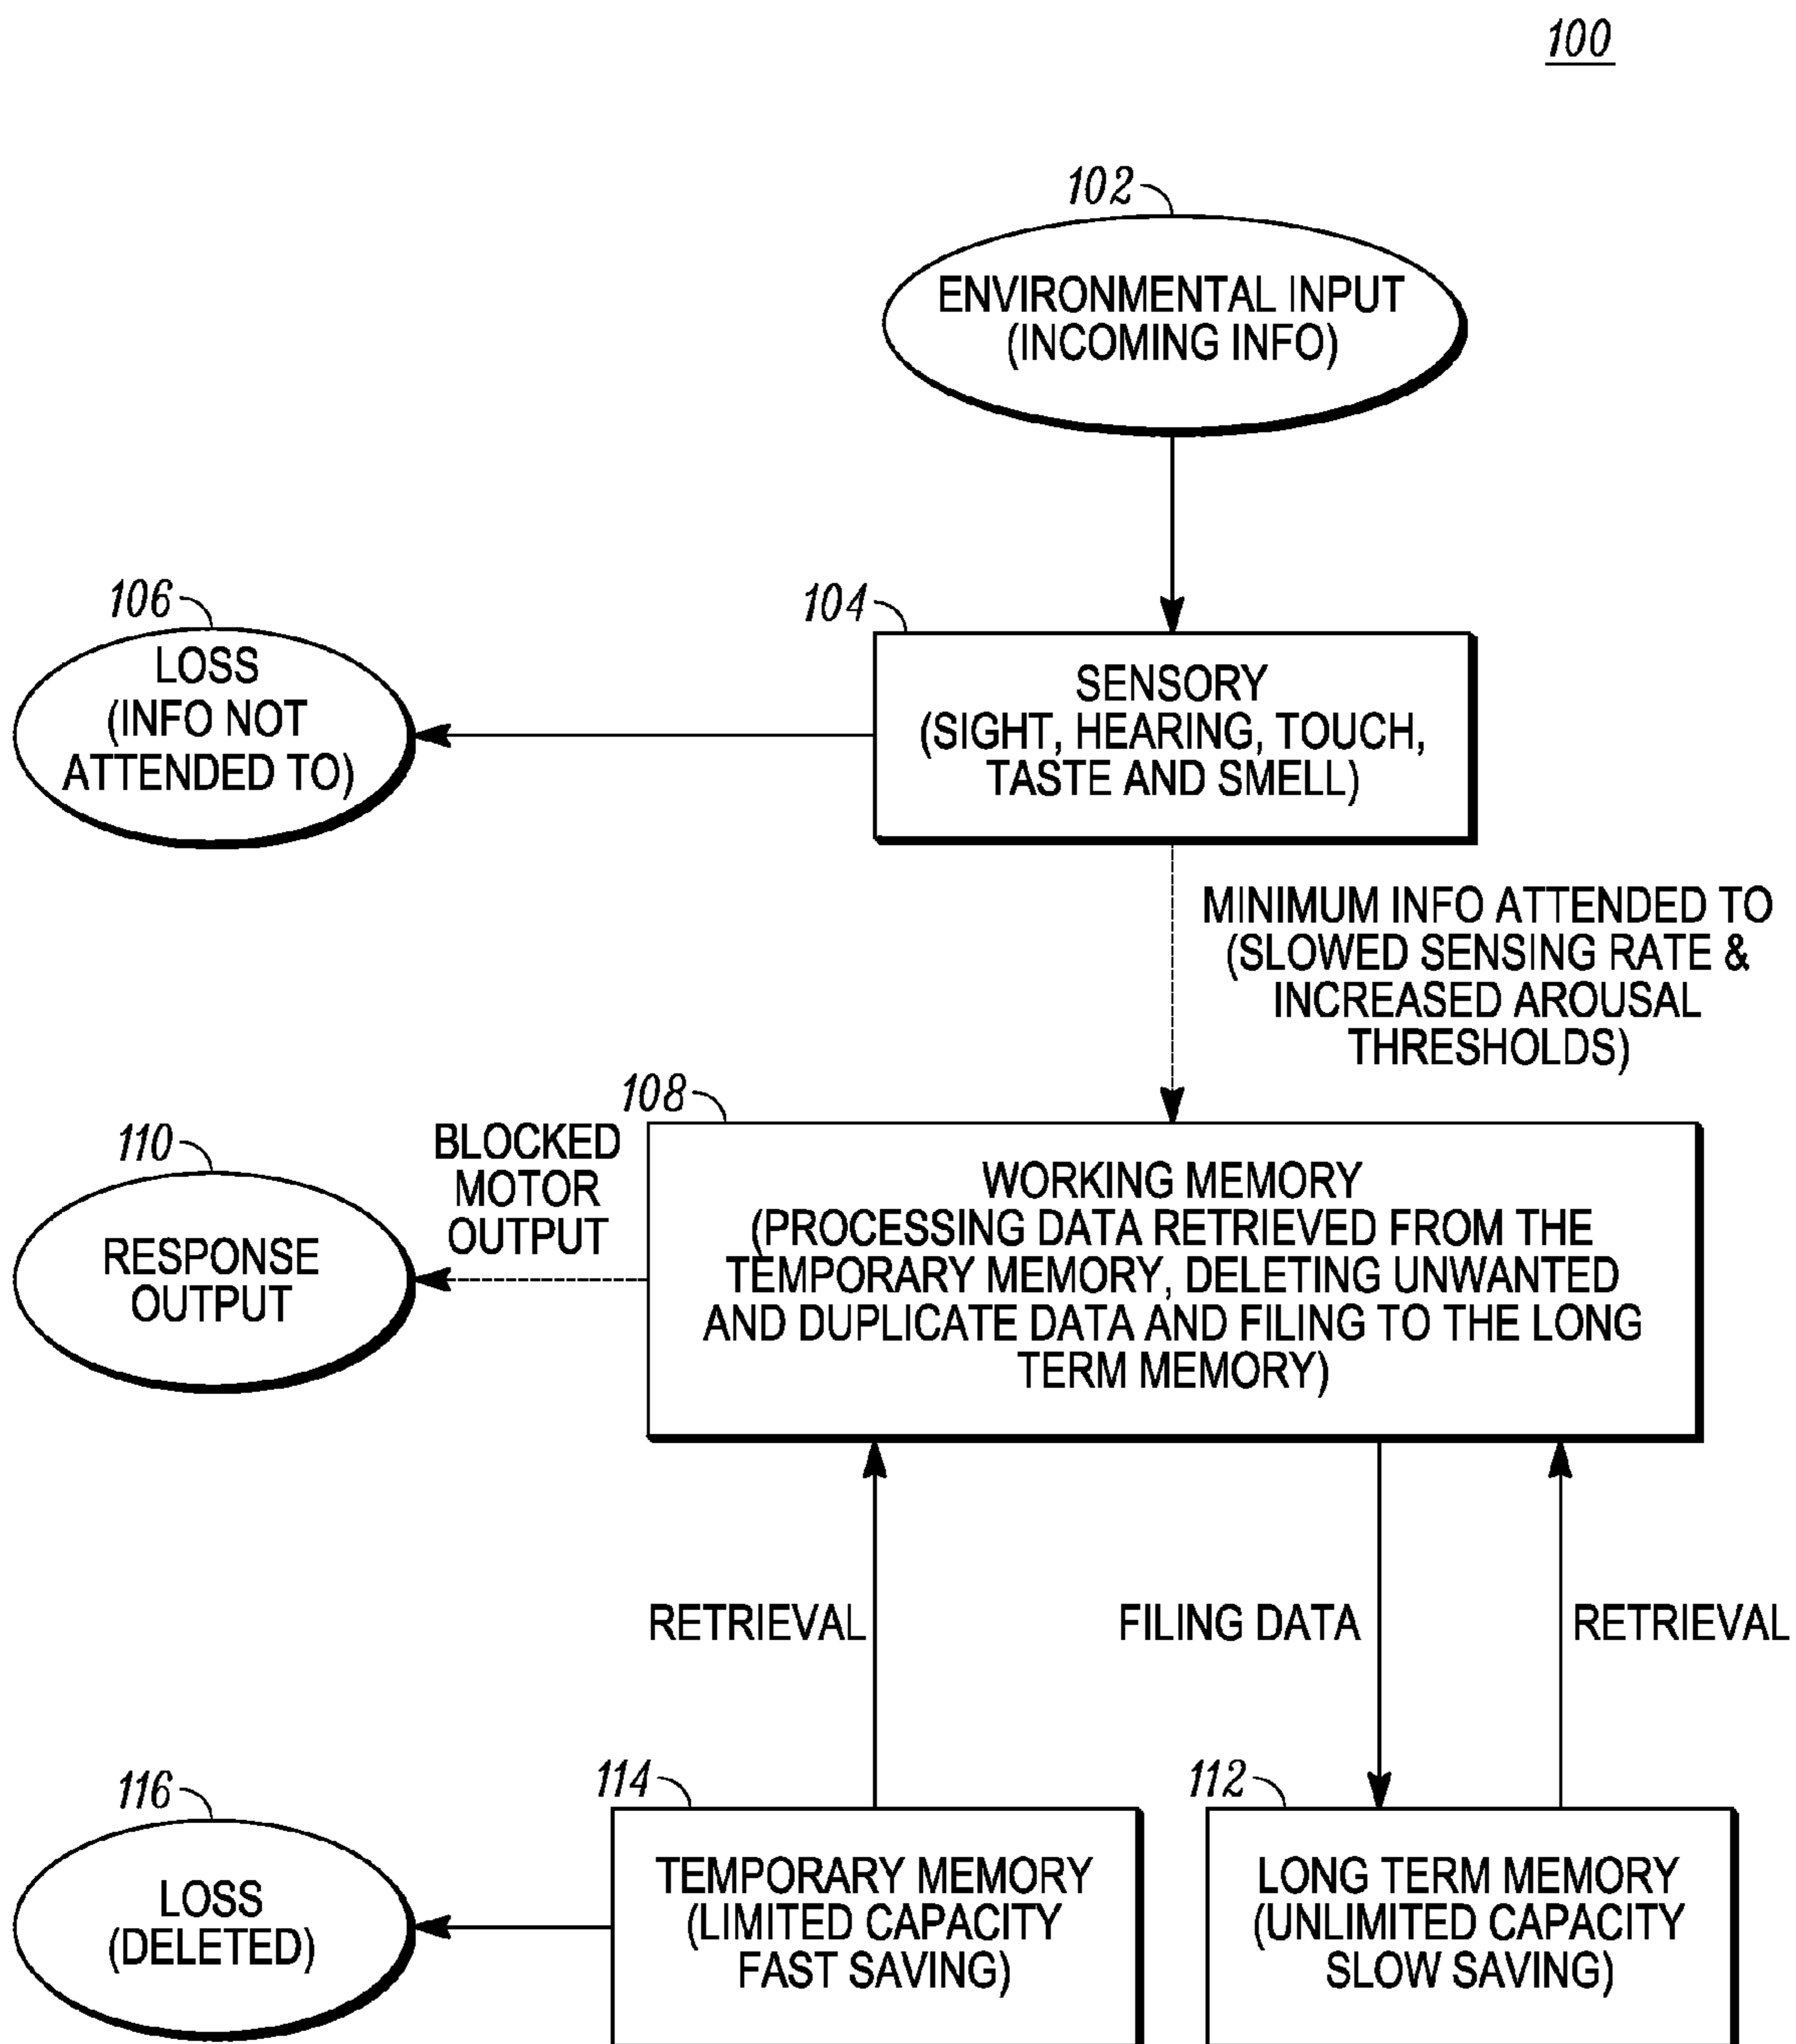 100
102
ENVIRONMENTAL INPUT
(INCOMING INFO)
106
LOSS
(INFO NOT
ATTENDED TO)
104
SENSORY
(SIGHT, HEARING, TOUCH,
TASTE AND SMELL)
MINIMUM INFO ATTENDED TO
(SLOWED SENSING RATE &
INCREASED AROUSAL
THRESHOLDS)
110
RESPONSE
OUTPUT
BLOCKED
MOTOR
OUTPUT
108
WORKING MEMORY
(PROCESSING DATA RETRIEVED FROM THE
TEMPORARY MEMORY, DELETING UNWANTED
AND DUPLICATE DATA AND FILING TO THE LONG
TERM MEMORY)
RETRIEVAL
FILING DATA
RETRIEVAL
116
LOSS
(DELETED)
114
TEMPORARY MEMORY
(LIMITED CAPACITY
FAST SAVING)
112
LONG TERM MEMORY
(UNLIMITED CAPACITY
SLOW SAVING)